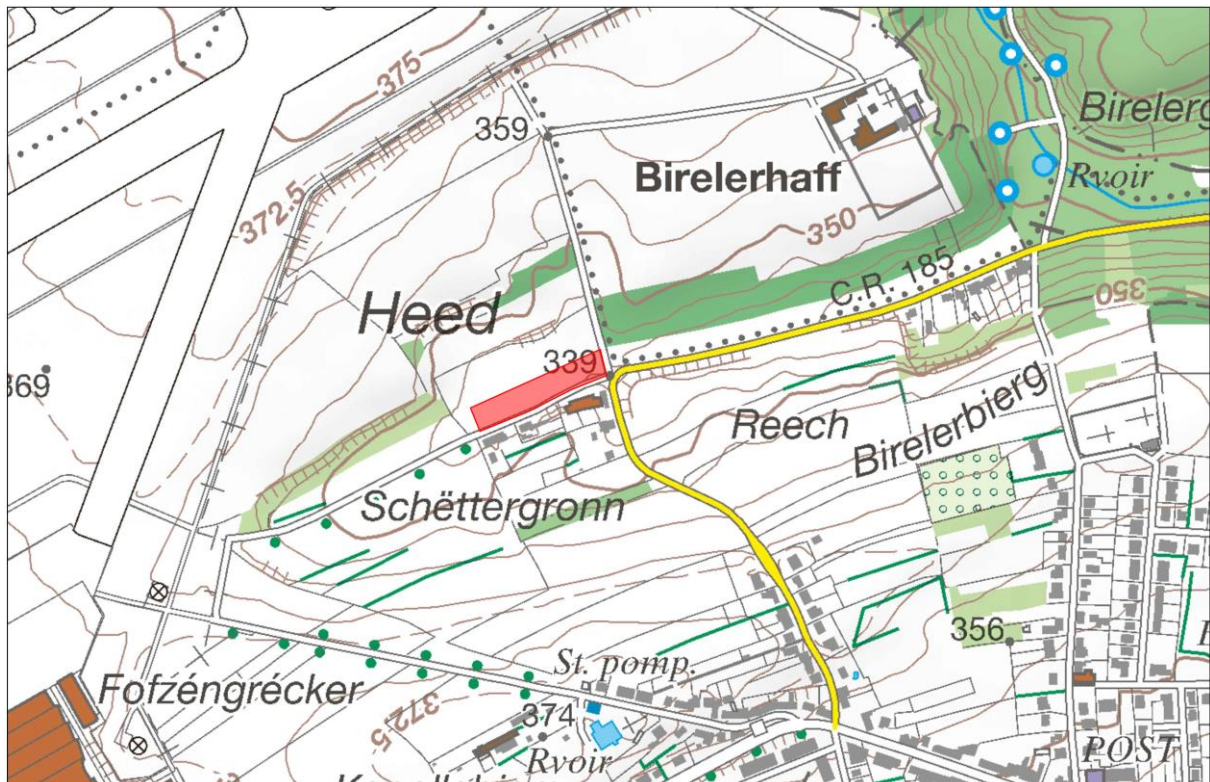 375
359
Birelerg
Rvoir
Birelerhaff
372.5
350
C.R. 185
350
Heed
339
369
Reech
Birelerbierg
Schëttergronn
356
St. pomp.
Fofzéngrécker
372.5
374
Rvoir
POST